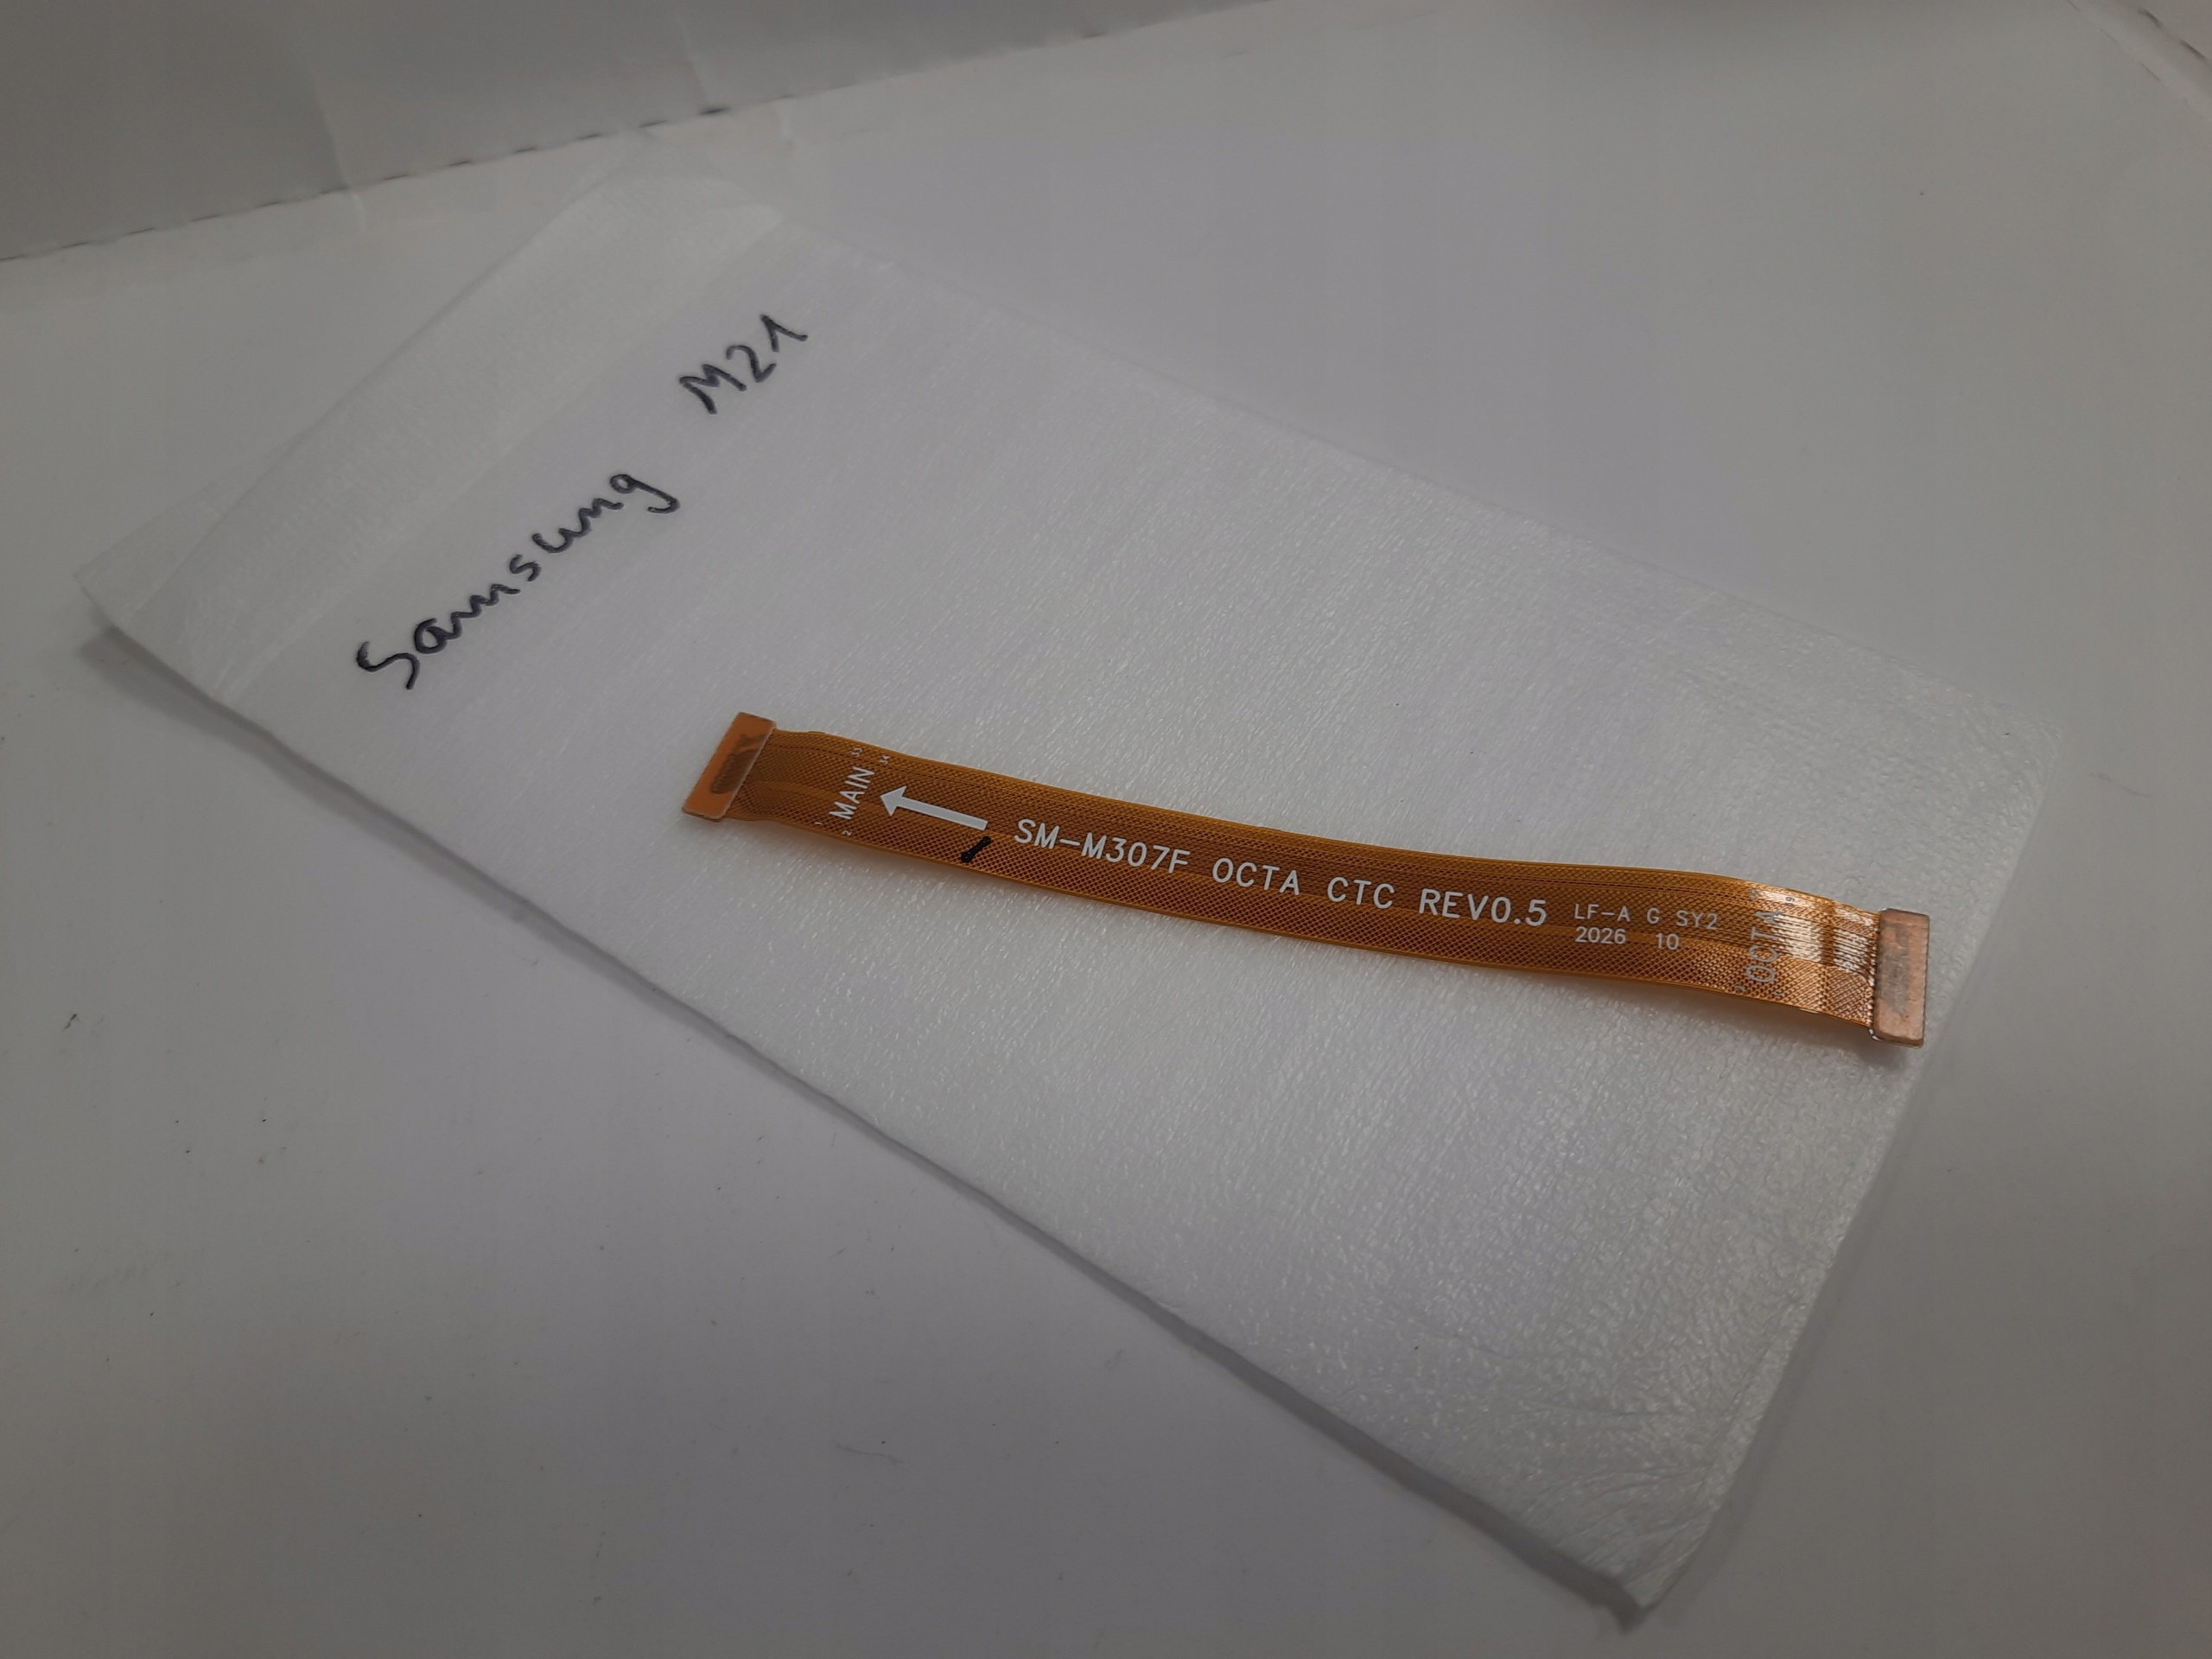 Samsung M21
MAIN
SM-M307F OCTA CTC REV0.5
LF-A G SY2
2026 10
OCTA